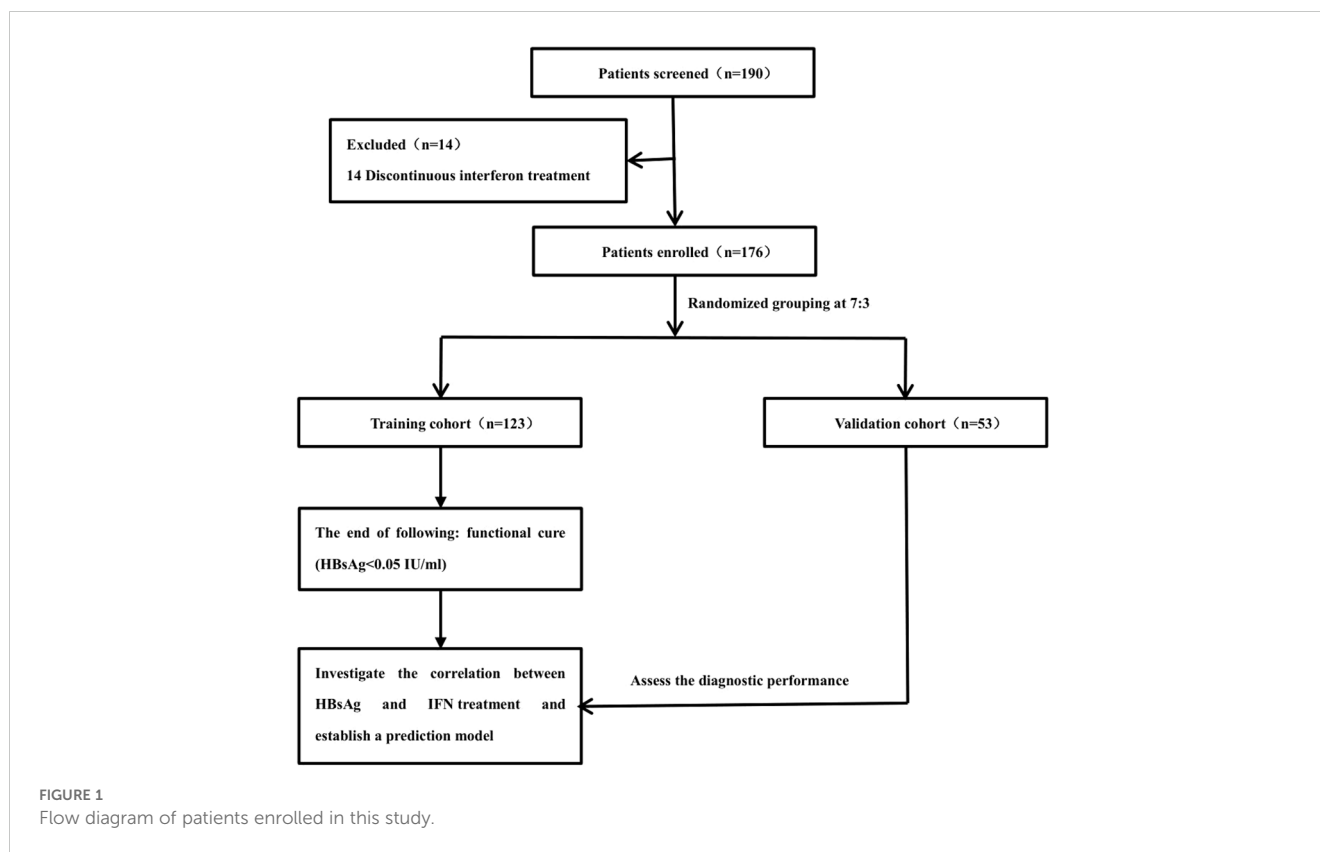 Patients screened（n=190）
Excluded（n=14）
14 Discontinuous interferon treatment
Patients enrolled（n=176）
Randomized grouping at 7:3
Training cohort（n=123）
Validation cohort（n=53）
The end of following: functional cure
(HBsAg<0.05 IU/ml)
Investigate the correlation between
HBsAg and IFN treatment and
establish a prediction model
Assess the diagnostic performance
FIGURE 1
Flow diagram of patients enrolled in this study.